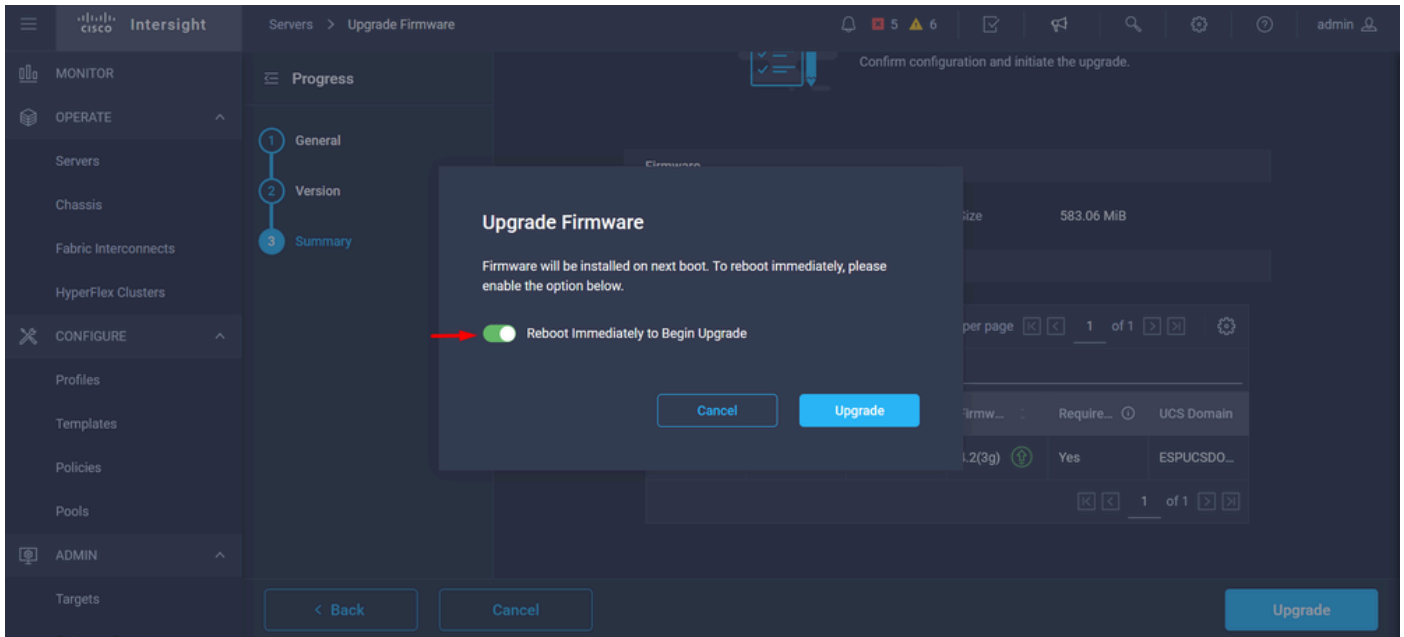 cisco Intersight
Servers > Upgrade Firmware
5 6
admin
MONITOR
OPERATE
Servers
Chassis
Fabric Interconnects
HyperFlex Clusters
CONFIGURE
Profiles
Templates
Policies
Pools
ADMIN
Targets
Progress
1 General
2 Version
3 Summary
Confirm configuration and initiate the upgrade.
Firmware
583.06 MiB
Upgrade Firmware
Firmware will be installed on next boot. To reboot immediately, please
enable the option below.
Reboot Immediately to Begin Upgrade
Cancel Upgrade
per page 1 of 1
Require... UCS Domain
.2(3g) Yes ESPUCSDO...
1 of 1
< Back Cancel Upgrade